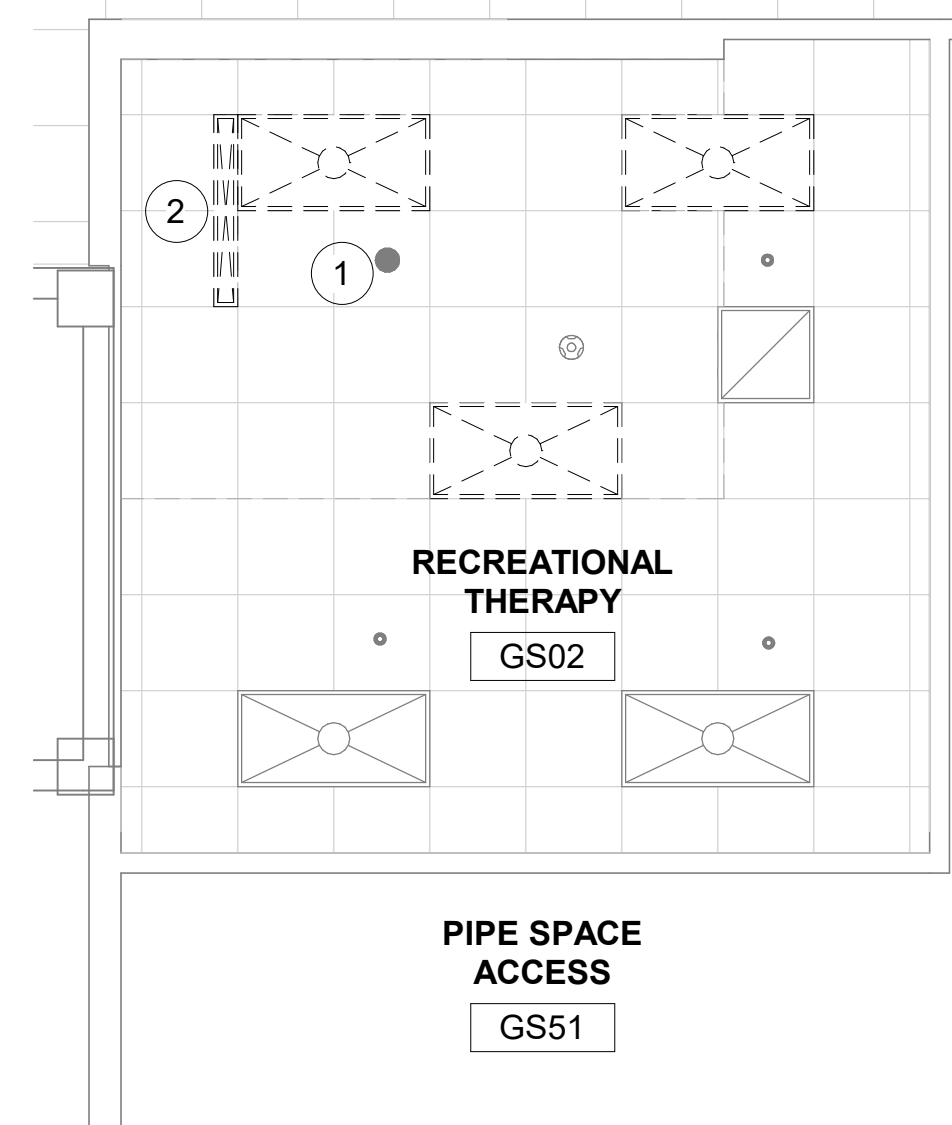 2
1
RECREATIONAL
THERAPY
GS02
PIPE SPACE
ACCESS
GS51